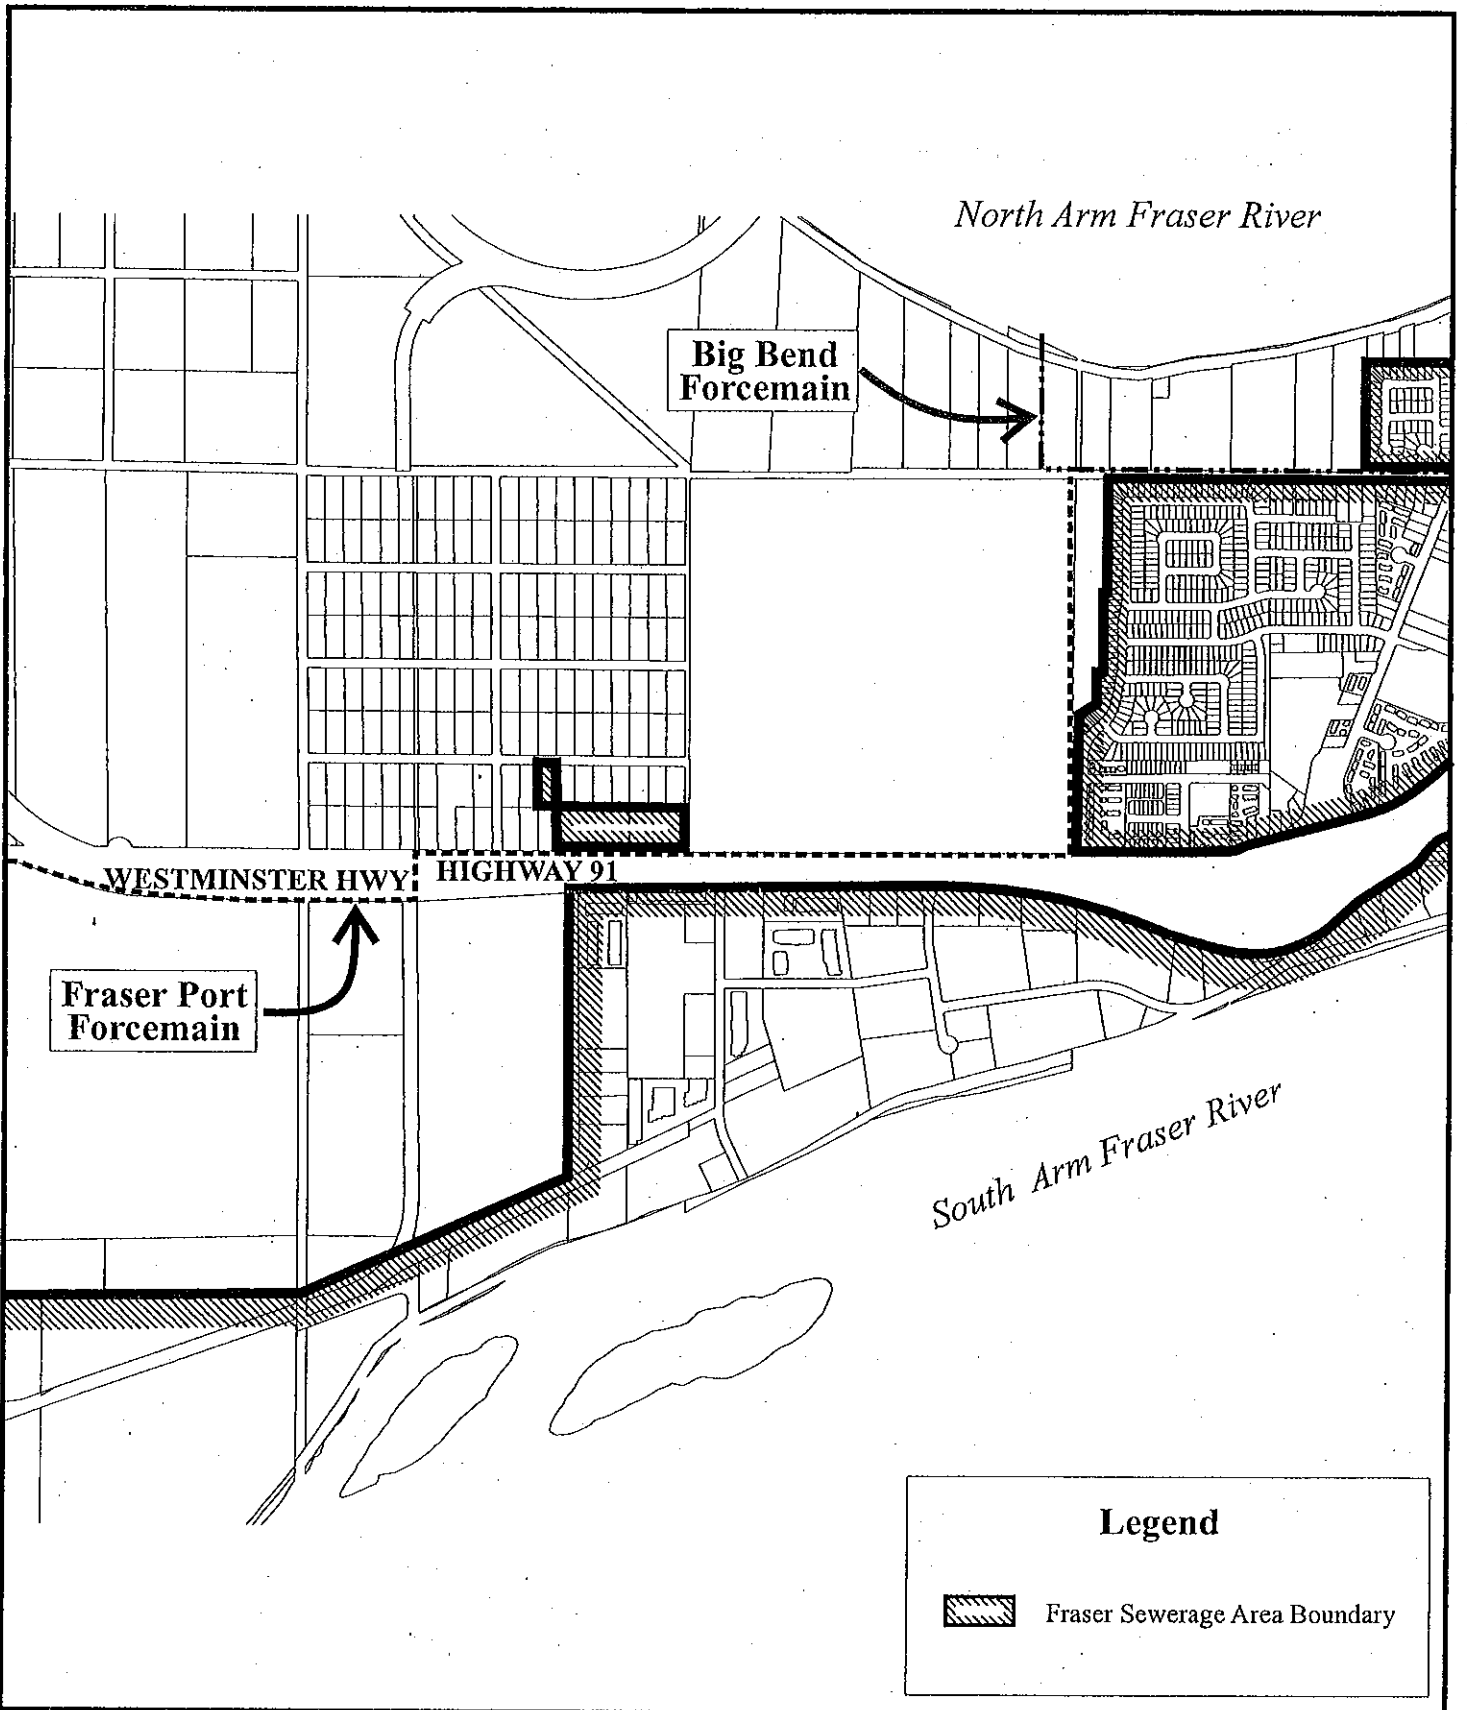 North Arm Fraser River
Big Bend
Forcemain
WESTMINSTER HWY
HIGHWAY 91
Fraser Port
Forcemain
South Arm Fraser River
Legend
Fraser Sewerage Area Boundary